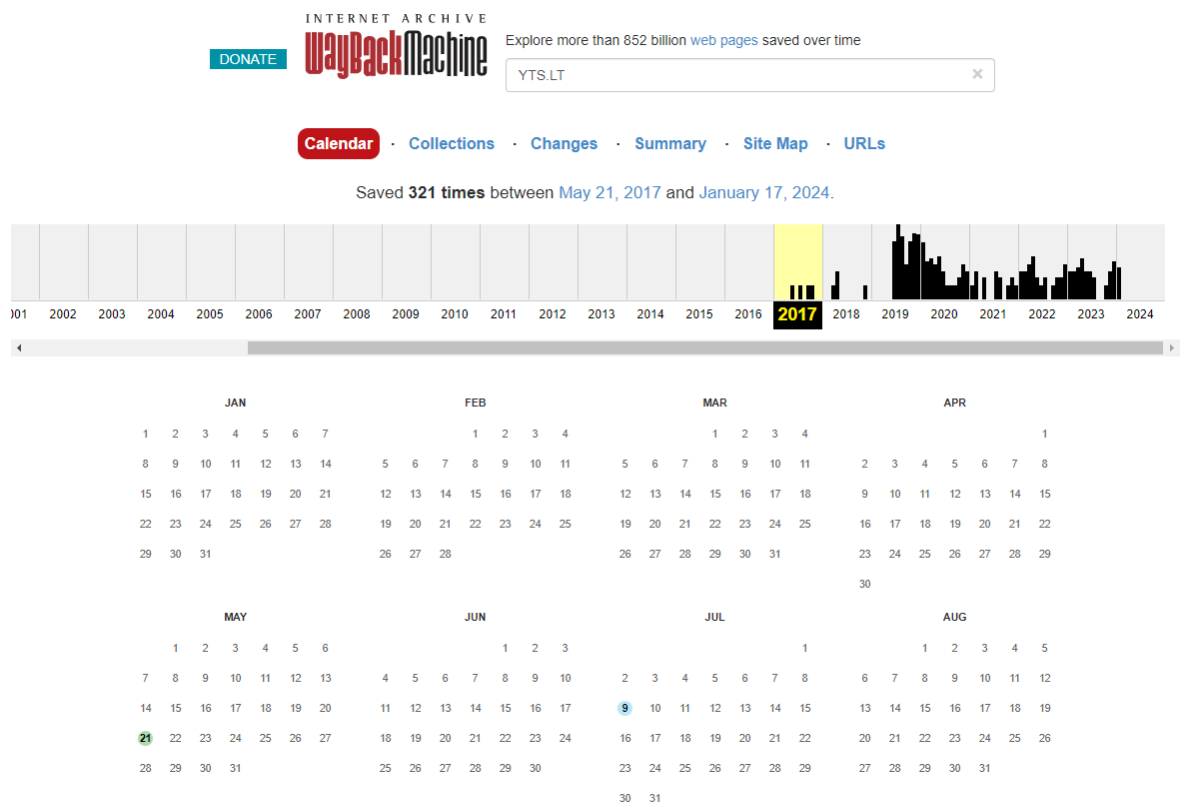 INTERNET ARCHIVE
DONATE
WayBackMachine
Explore more than 852 billion web pages saved over time
YTS.LT ×
Calendar · Collections · Changes · Summary · Site Map · URLs
Saved 321 times between May 21, 2017 and January 17, 2024.
001 2002 2003 2004 2005 2006 2007 2008 2009 2010 2011 2012 2013 2014 2015 2016 2017 2018 2019 2020 2021 2022 2023 2024
JAN FEB MAR APR
1 2 3 4 5 6 7 1 2 3 4 1 2 3 4 1
8 9 10 11 12 13 14 5 6 7 8 9 10 11 5 6 7 8 9 10 11 2 3 4 5 6 7 8
15 16 17 18 19 20 21 12 13 14 15 16 17 18 12 13 14 15 16 17 18 9 10 11 12 13 14 15
22 23 24 25 26 27 28 19 20 21 22 23 24 25 19 20 21 22 23 24 25 16 17 18 19 20 21 22
29 30 31 26 27 28 26 27 28 29 30 31 23 24 25 26 27 28 29
30
MAY JUN JUL AUG
1 2 3 4 5 6 1 2 3 1 1 2 3 4 5
7 8 9 10 11 12 13 4 5 6 7 8 9 10 2 3 4 5 6 7 8 6 7 8 9 10 11 12
14 15 16 17 18 19 20 11 12 13 14 15 16 17 9 10 11 12 13 14 15 13 14 15 16 17 18 19
21 22 23 24 25 26 27 18 19 20 21 22 23 24 16 17 18 19 20 21 22 20 21 22 23 24 25 26
28 29 30 31 25 26 27 28 29 30 23 24 25 26 27 28 29 27 28 29 30 31
30 31